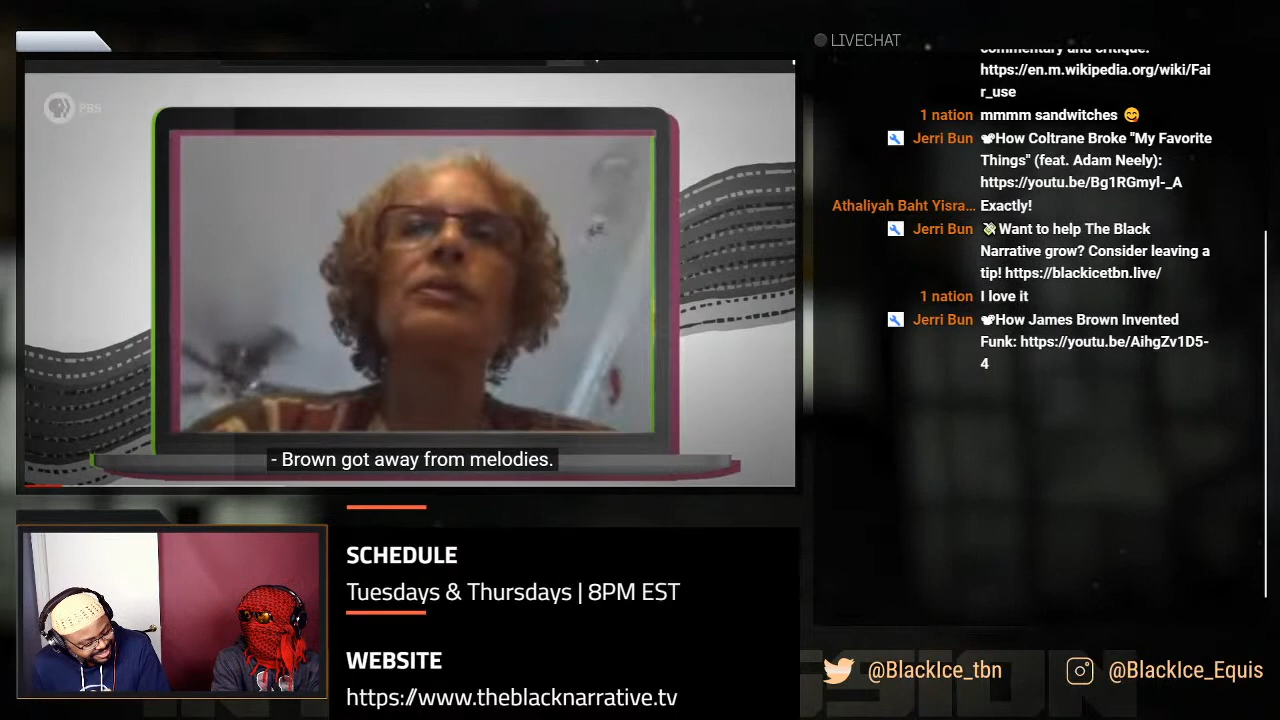 LIVECHAT
commentary and critique.
https://en.m.wikipedia.org/wiki/Fai
r_use
1 nation mmmm sandwitches 😋
Jerri Bun 📽How Coltrane Broke "My Favorite
Things" (feat. Adam Neely):
https://youtu.be/Bg1RGmyl-_A
Athaliyah Baht Yisra... Exactly!
Jerri Bun 💸Want to help The Black
Narrative grow? Consider leaving a
tip! https://blackicetbn.live/
1 nation I love it
Jerri Bun 📽How James Brown Invented
Funk: https://youtu.be/AihgZv1D5-
4
PBS
- Brown got away from melodies.
SCHEDULE
Tuesdays & Thursdays | 8PM EST
WEBSITE
https://www.theblacknarrative.tv
@BlackIce_tbn
@BlackIce_Equis